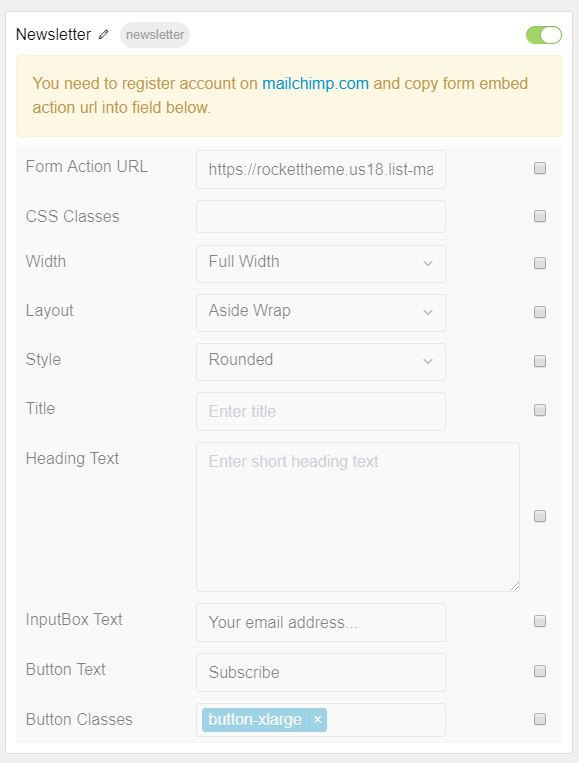 Newsletter newsletter
You need to register account on mailchimp.com and copy form embed
action url into field below.
Form Action URL https://rockettheme.us18.list-ma
CSS Classes
Width Full Width
Layout Aside Wrap
Style Rounded
Title Enter title
Heading Text Enter short heading text
InputBox Text Your email address...
Button Text Subscribe
Button Classes button-xlarge ×